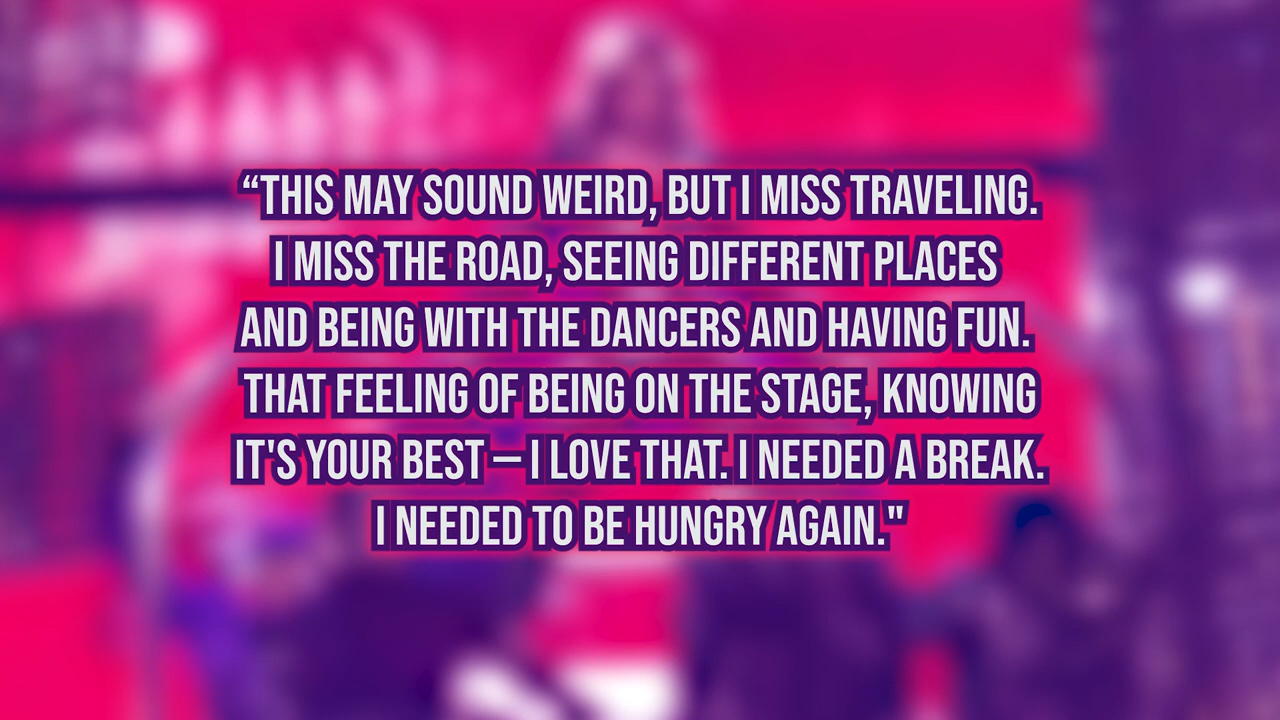 “THIS MAY SOUND WEIRD, BUT I MISS TRAVELING.
I MISS THE ROAD, SEEING DIFFERENT PLACES
AND BEING WITH THE DANCERS AND HAVING FUN.
THAT FEELING OF BEING ON THE STAGE, KNOWING
IT'S YOUR BEST – I LOVE THAT. I NEEDED A BREAK.
I NEEDED TO BE HUNGRY AGAIN."